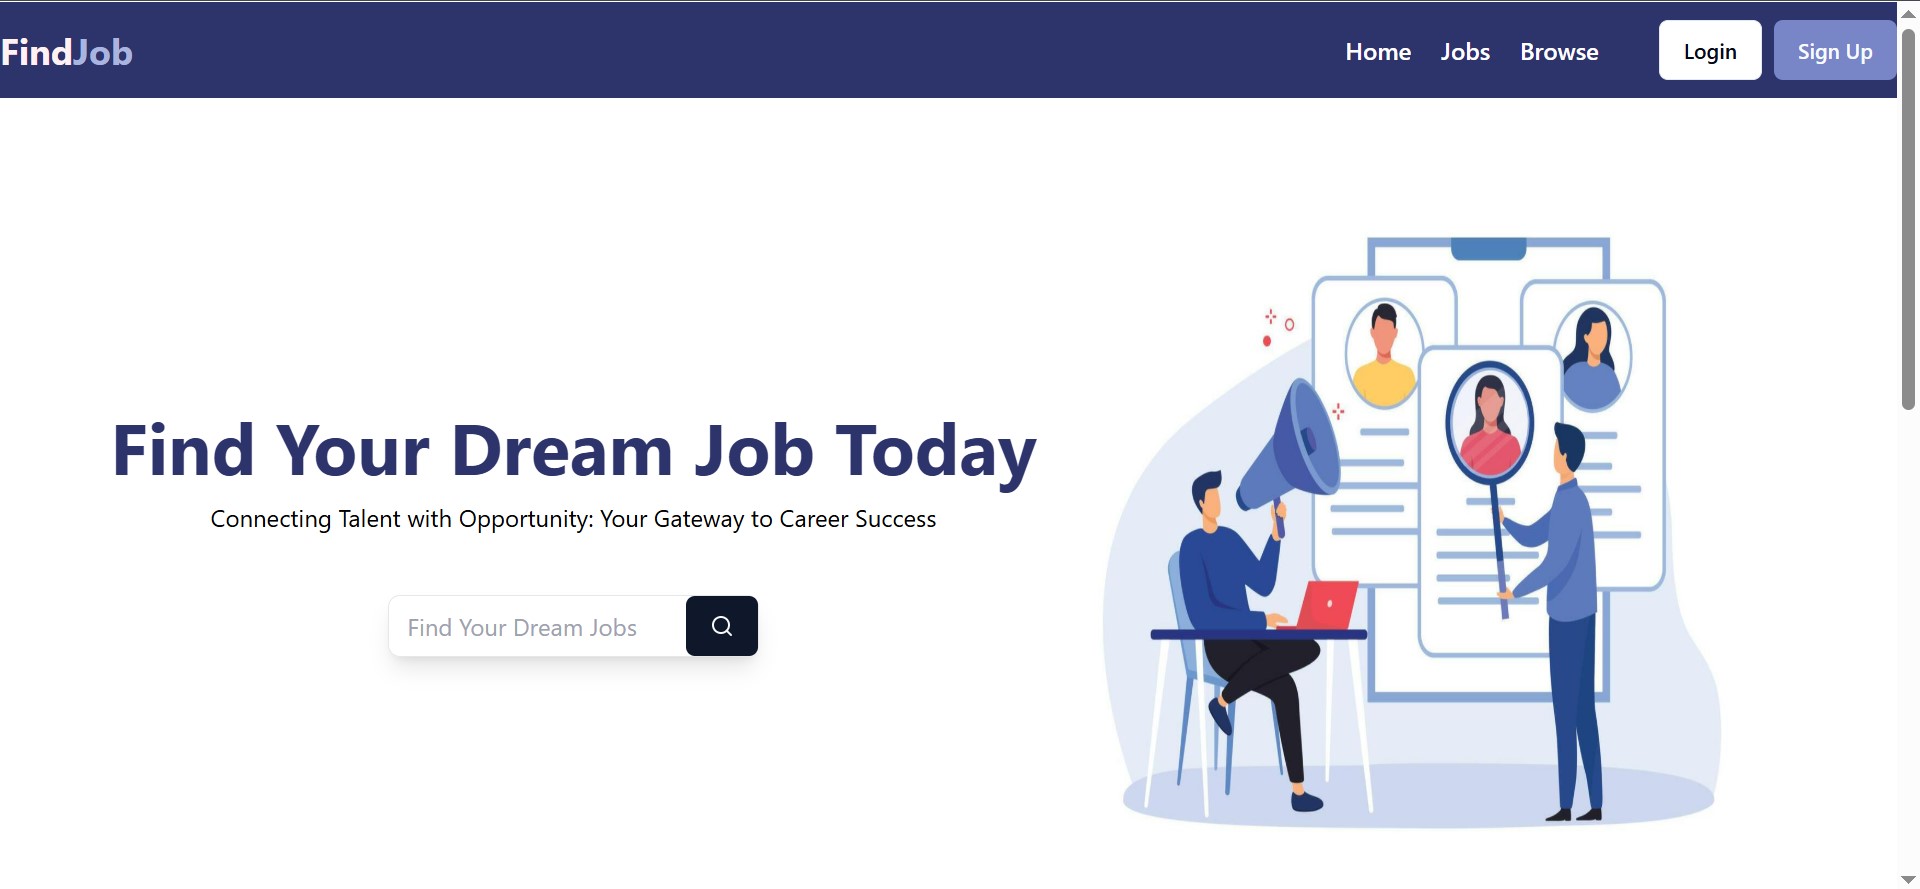 FindJob
Home Jobs Browse Login Sign Up
Find Your Dream Job Today
Connecting Talent with Opportunity: Your Gateway to Career Success
Find Your Dream Jobs